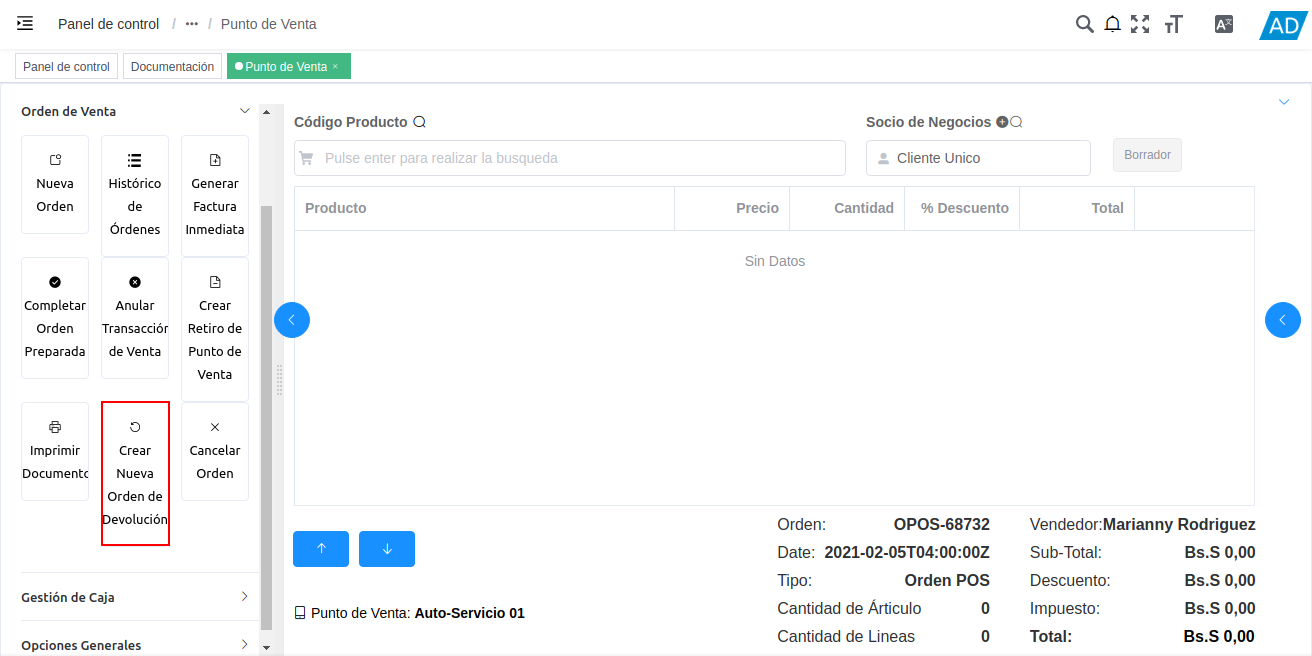 Panel de control / ··· / Punto de Venta
AD
Panel de control
Documentación
Punto de Venta ×
Orden de Venta
Nueva
Orden
Histórico
de
Órdenes
Generar
Factura
Inmediata
Completar
Orden
Preparada
Anular
Transacción
de Venta
Crear
Retiro de
Punto de
Venta
Imprimir
Documento
Crear
Nueva
Orden de
Devolución
Cancelar
Orden
Gestión de Caja
Opciones Generales
Código Producto
Pulse enter para realizar la busqueda
Socio de Negocios
Cliente Unico
Borrador
Producto Precio Cantidad % Descuento Total
Sin Datos
Punto de Venta: Auto-Servicio 01
Orden: OPOS-68732
Date: 2021-02-05T04:00:00Z
Tipo: Orden POS
Cantidad de Árticulo 0
Cantidad de Lineas 0
Vendedor:Marianny Rodriguez
Sub-Total: Bs.S 0,00
Descuento: Bs.S 0,00
Impuesto: Bs.S 0,00
Total: Bs.S 0,00